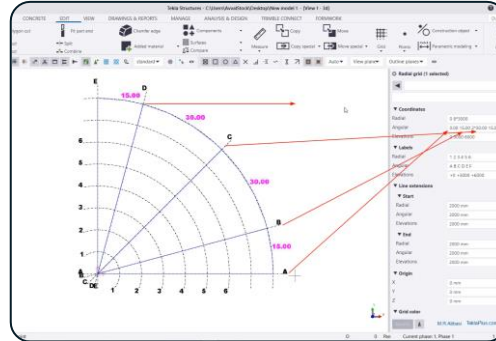 Tekla Structures - C:\Users\AsvedStock\Desktop\New model 1 - [View 1 - 3d]
CONCRETE EDIT VIEW DRAWINGS & REPORTS MANAGE ANALYSIS & DESIGN TRIMBLE CONNECT FORMWORK
Fit part end
Split
Combine
Chamfer edge
Added material
Components
Surfaces
Compare
Measure
Copy
Copy special
Move
Move special
Grid
Construction object
Parametric modeling
standard
Auto
View plane
Outline planes
Radial grid (1 selected)
Coordinates
Radial
Angular
Elevations
Labels
Radial 1 2 3 4 5 6
Angular A B C D E
Elevations
Line extensions
Start
Radial 2000 mm
Angular 2000 mm
Elevations 2000 mm
End
Radial 2000 mm
Angular 2000 mm
Elevations 2000 mm
Origin
X 0 mm
Y 0 mm
Z 0 mm
Grid color
E
D
15.00
35.00
C
30.00
B
15.00
A
6
5
4
3
2
1
B
C
DE
1 2 3 4 5 6
Current phase: 1, Phase 1